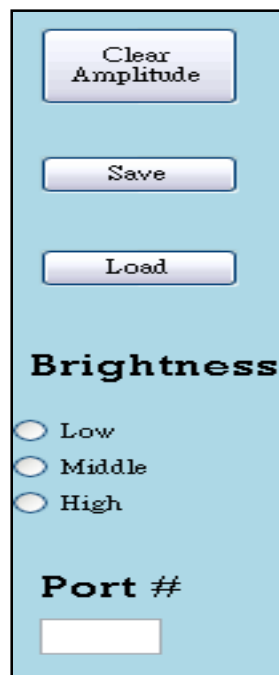 Clear
Amplitude
Save
Load
Brightness
Low
Middle
High
Port #